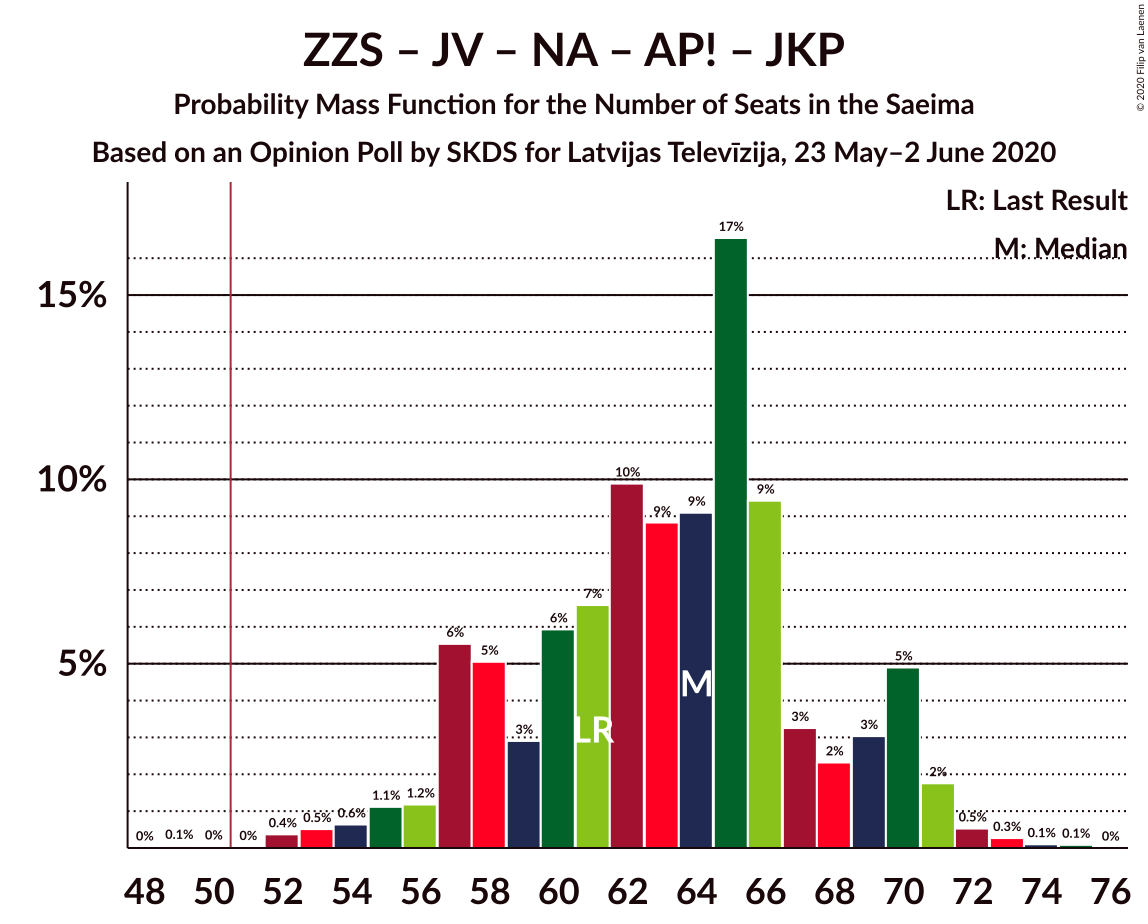 ZZS – JV – NA – AP! – JKP
Probability Mass Function for the Number of Seats in the Saeima
Based on an Opinion Poll by SKDS for Latvijas Televīzija, 23 May–2 June 2020
© 2020 Filip van Laenen
LR: Last Result
M: Median
15%
10%
5%
0% 0.1% 0% 0% 0.4% 0.5% 0.6% 1.1% 1.2% 6% 5% 3% 6% 7% 10% 9% 9% 17% 9% 3% 2% 3% 5% 2% 0.5% 0.3% 0.1% 0.1% 0%
M
LR
48 50 52 54 56 58 60 62 64 66 68 70 72 74 76